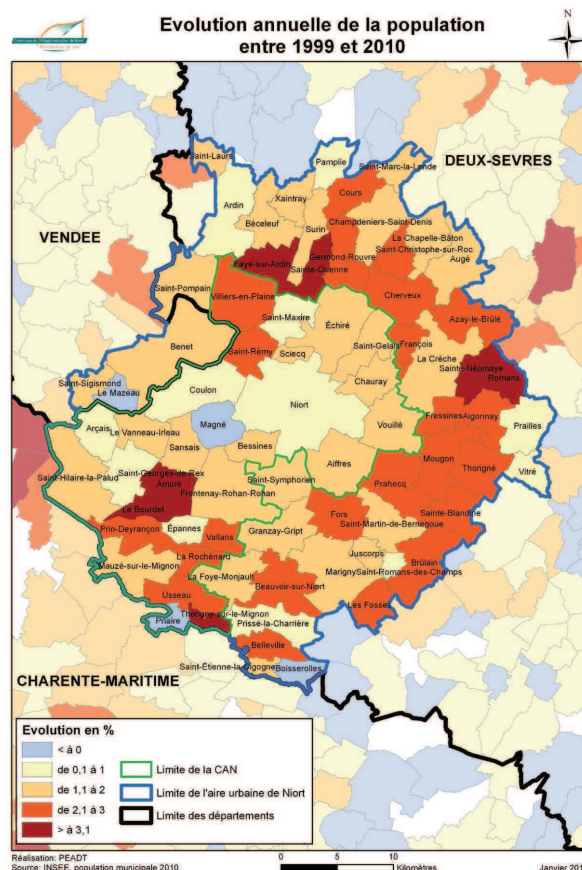 Evolution annuelle de la population
entre 1999 et 2010
N
DEUX-SEVRES
VENDEE
CHARENTE-MARITIME
Saint-Laurs
Pamplie
Saint-Marc-la-Lande
Ardin
Xaintray
Cours
Béceleuf
Surin
Champdeniers-Saint-Denis
La Chapelle-Bâton
Saint-Christophe-sur-Roc
Augé
Faye-sur-Ardin
Germond-Rouvre
Sainte-Ouenne
Saint-Pompain
Villiers-en-Plaine
Cherveux
Saint-Maxire
Échiré
Azay-le-Brûlé
Benet
Saint-Rémy
Sciecq
Saint-Gelais
François
La Crèche
Sainte-Néomaye
Romans
Saint-Sigismond
Le Mazeau
Coulon
Chauray
Niort
Arçais
Le Vanneau-Irleau
Magné
Vouillé
Fressines
Aigonnay
Prailles
Sansais
Bessines
Mougon
Thorigné
Vitré
Saint-Hilaire-la-Palud
Saint-Georges-de-Rex
Amuré
Saint-Symphorien
Aiffres
Prahecq
Frontenay-Rohan-Rohan
Le Bourdet
Fors
Sainte-Blandine
Saint-Martin-de-Bernegoue
Prin-Deyrançon
Épannes
Vallans
Granzay-Gript
Brûlain
La Rochénard
Juscorps
Mauzé-sur-le-Mignon
La Foye-Monjault
Marigny
Saint-Romans-des-Champs
Usseau
Beauvoir-sur-Niort
Les Fosses
Priaire
Thorigny-sur-le-Mignon
Prissé-la-Charrière
Belleville
Saint-Étienne-la-Cigogne
Boisserolles
Evolution en %
< à 0
de 0,1 à 1
de 1,1 à 2
de 2,1 à 3
> à 3,1
Limite de la CAN
Limite de l'aire urbaine de Niort
Limite des départements
Réalisation: PEADT
Source: INSEE, population municipale 2010
0 5 10
Kilomètres